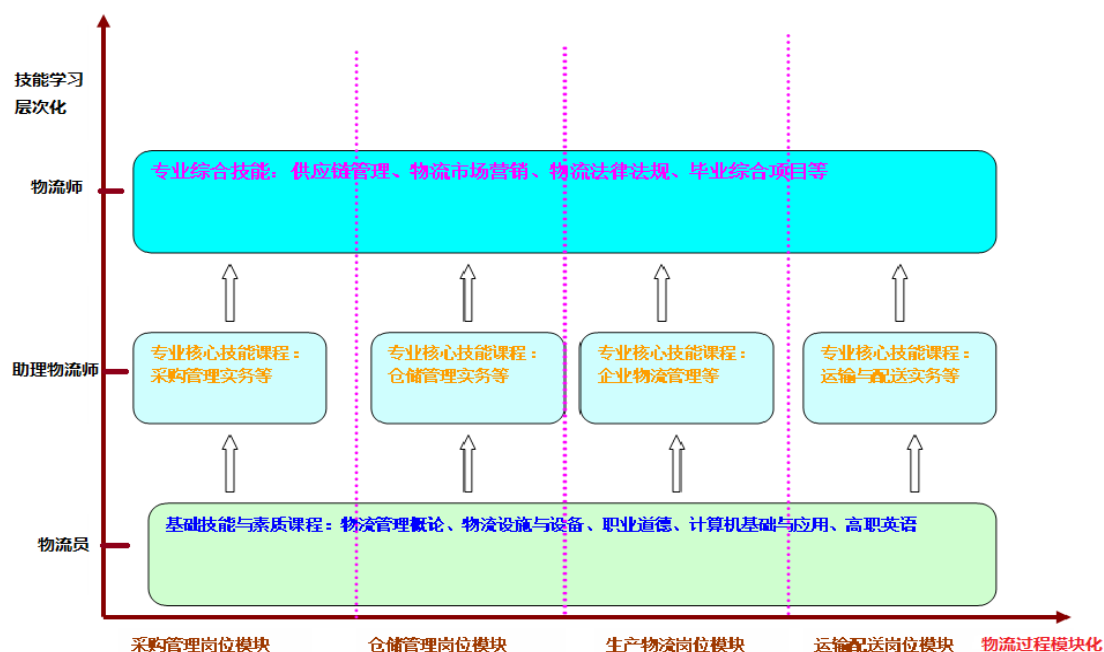 技能学习
层次化
物流师
专业综合技能：供应链管理、物流市场营销、物流法律法规、毕业综合项目等
助理物流师
专业核心技能课程：
采购管理实务等
专业核心技能课程：
仓储管理实务等
专业核心技能课程：
企业物流管理等
专业核心技能课程：
运输与配送实务等
物流员
基础技能与素质课程：物流管理概论、物流设施与设备、职业道德、计算机基础与应用、高职英语
采购管理岗位模块
仓储管理岗位模块
生产物流岗位模块
运输配送岗位模块
物流过程模块化